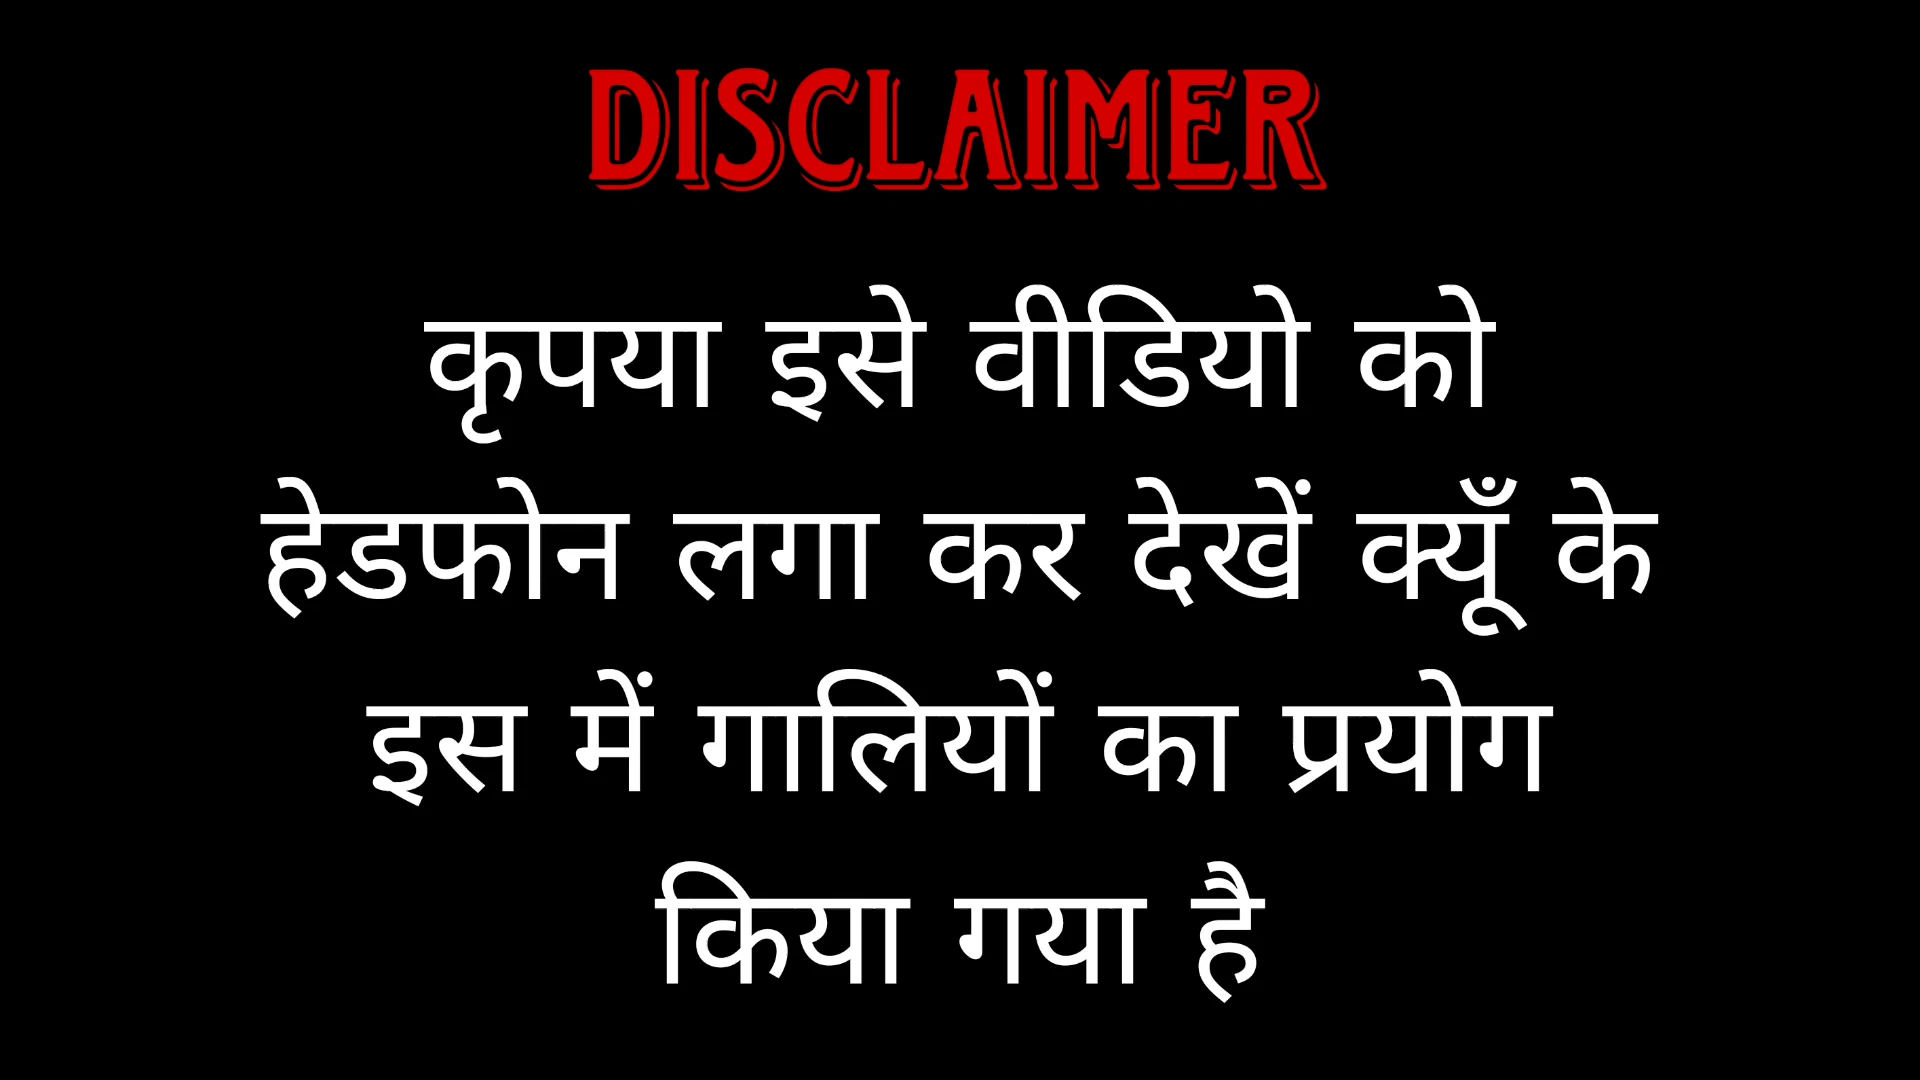 DISCLAIMER
कृपया इसे वीडियो को
हेडफोन लगा कर देखें क्यूँ के
इस में गालियों का प्रयोग
किया गया है